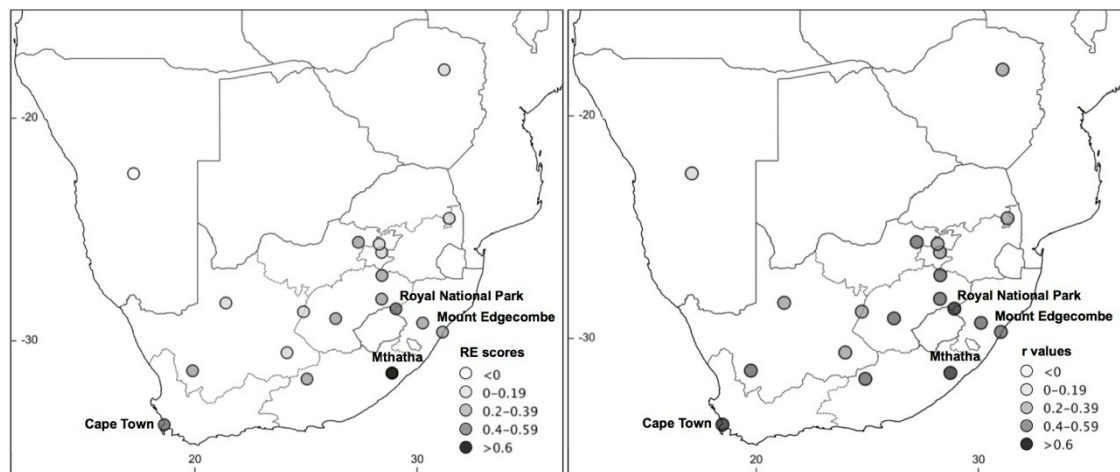 -20
-30
20
30
Royal National Park
Mount Edgecombe
Mthatha
Cape Town
RE scores
<0
0–0.19
0.2–0.39
0.4–0.59
>0.6
-20
-30
20
30
Royal National Park
Mount Edgecombe
Mthatha
Cape Town
r values
<0
0–0.19
0.2–0.39
0.4–0.59
>0.6